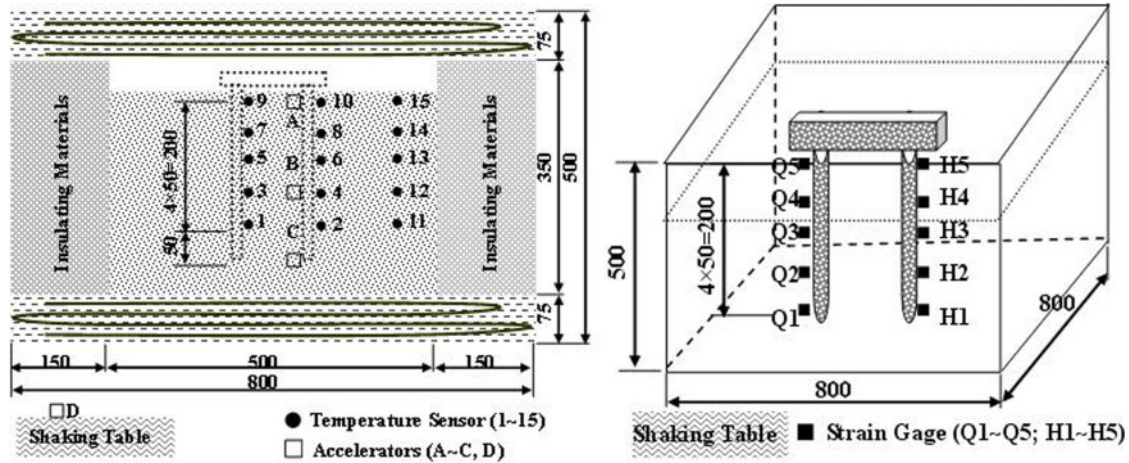 75
Insulating Materials
Insulating Materials
350
500
9
10
15
A
7
8
14
4×50=200
5
B
6
13
3
4
12
1
C
2
11
50
75
150
500
150
800
D
Shaking Table
Temperature Sensor (1~15)
Accelerators (A~C, D)
Q5
H5
Q4
H4
4×50=200
Q3
H3
500
Q2
H2
Q1
H1
800
800
Shaking Table
Strain Gage (Q1~Q5; H1~H5)